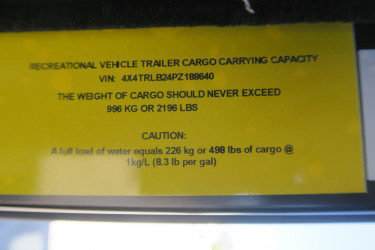 RECREATIONAL VEHICLE TRAILER CARGO CARRYING CAPACITY
VIN: 4X4TRLB24PZ188640
THE WEIGHT OF CARGO SHOULD NEVER EXCEED
996 KG OR 2196 LBS
CAUTION:
A full load of water equals 226 kg or 498 lbs of cargo @
1kg/L (8.3 lb per gal)